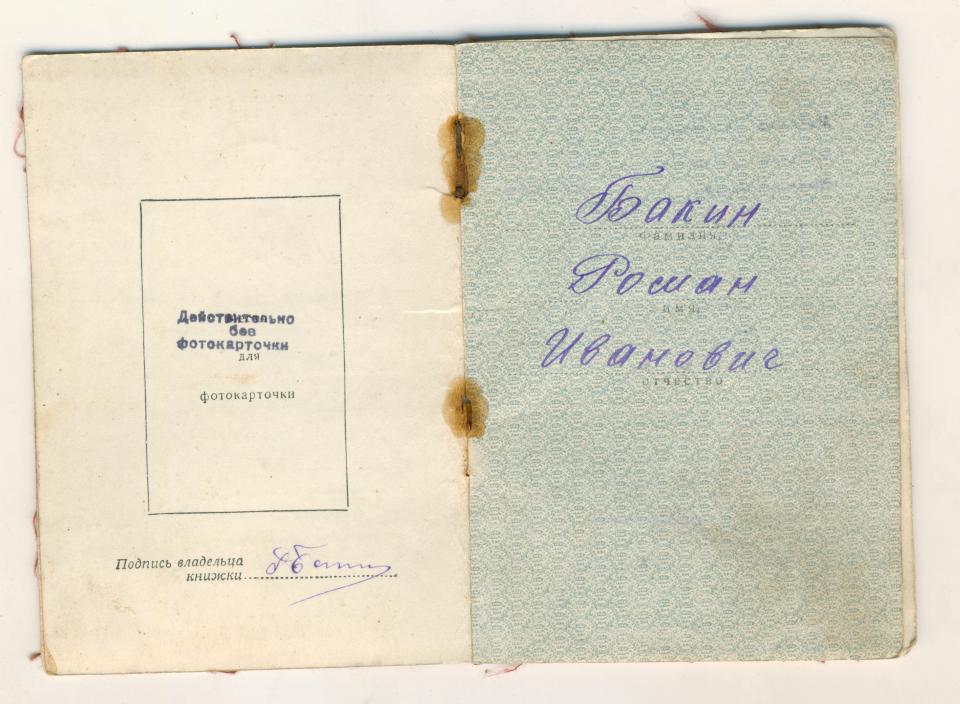 Действительно
без
фотокарточки
для
фотокарточки
Подпись владельца
книжки
Бакин
фамилия,
Роман
имя,
Иванович
отчество